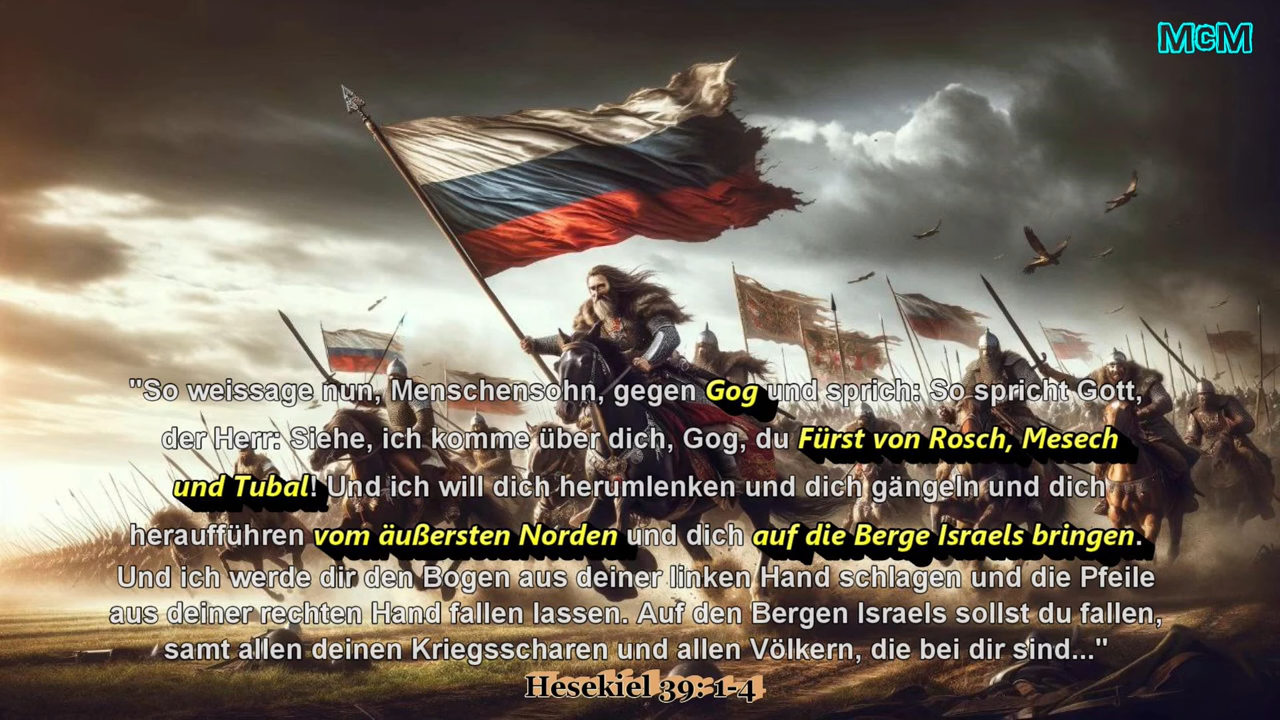 McM
"So weissage nun, Menschensohn, gegen Gog und sprich: So spricht Gott,
der Herr: Siehe, ich komme über dich, Gog, du Fürst von Rosch, Mesech
und Tubal! Und ich will dich herumlenken und dich gängeln und dich
heraufführen vom äußersten Norden und dich auf die Berge Israels bringen.
Und ich werde dir den Bogen aus deiner linken Hand schlagen und die Pfeile
aus deiner rechten Hand fallen lassen. Auf den Bergen Israels sollst du fallen,
samt allen deinen Kriegsscharen und allen Völkern, die bei dir sind..."
Hesekiel 39: 1-4